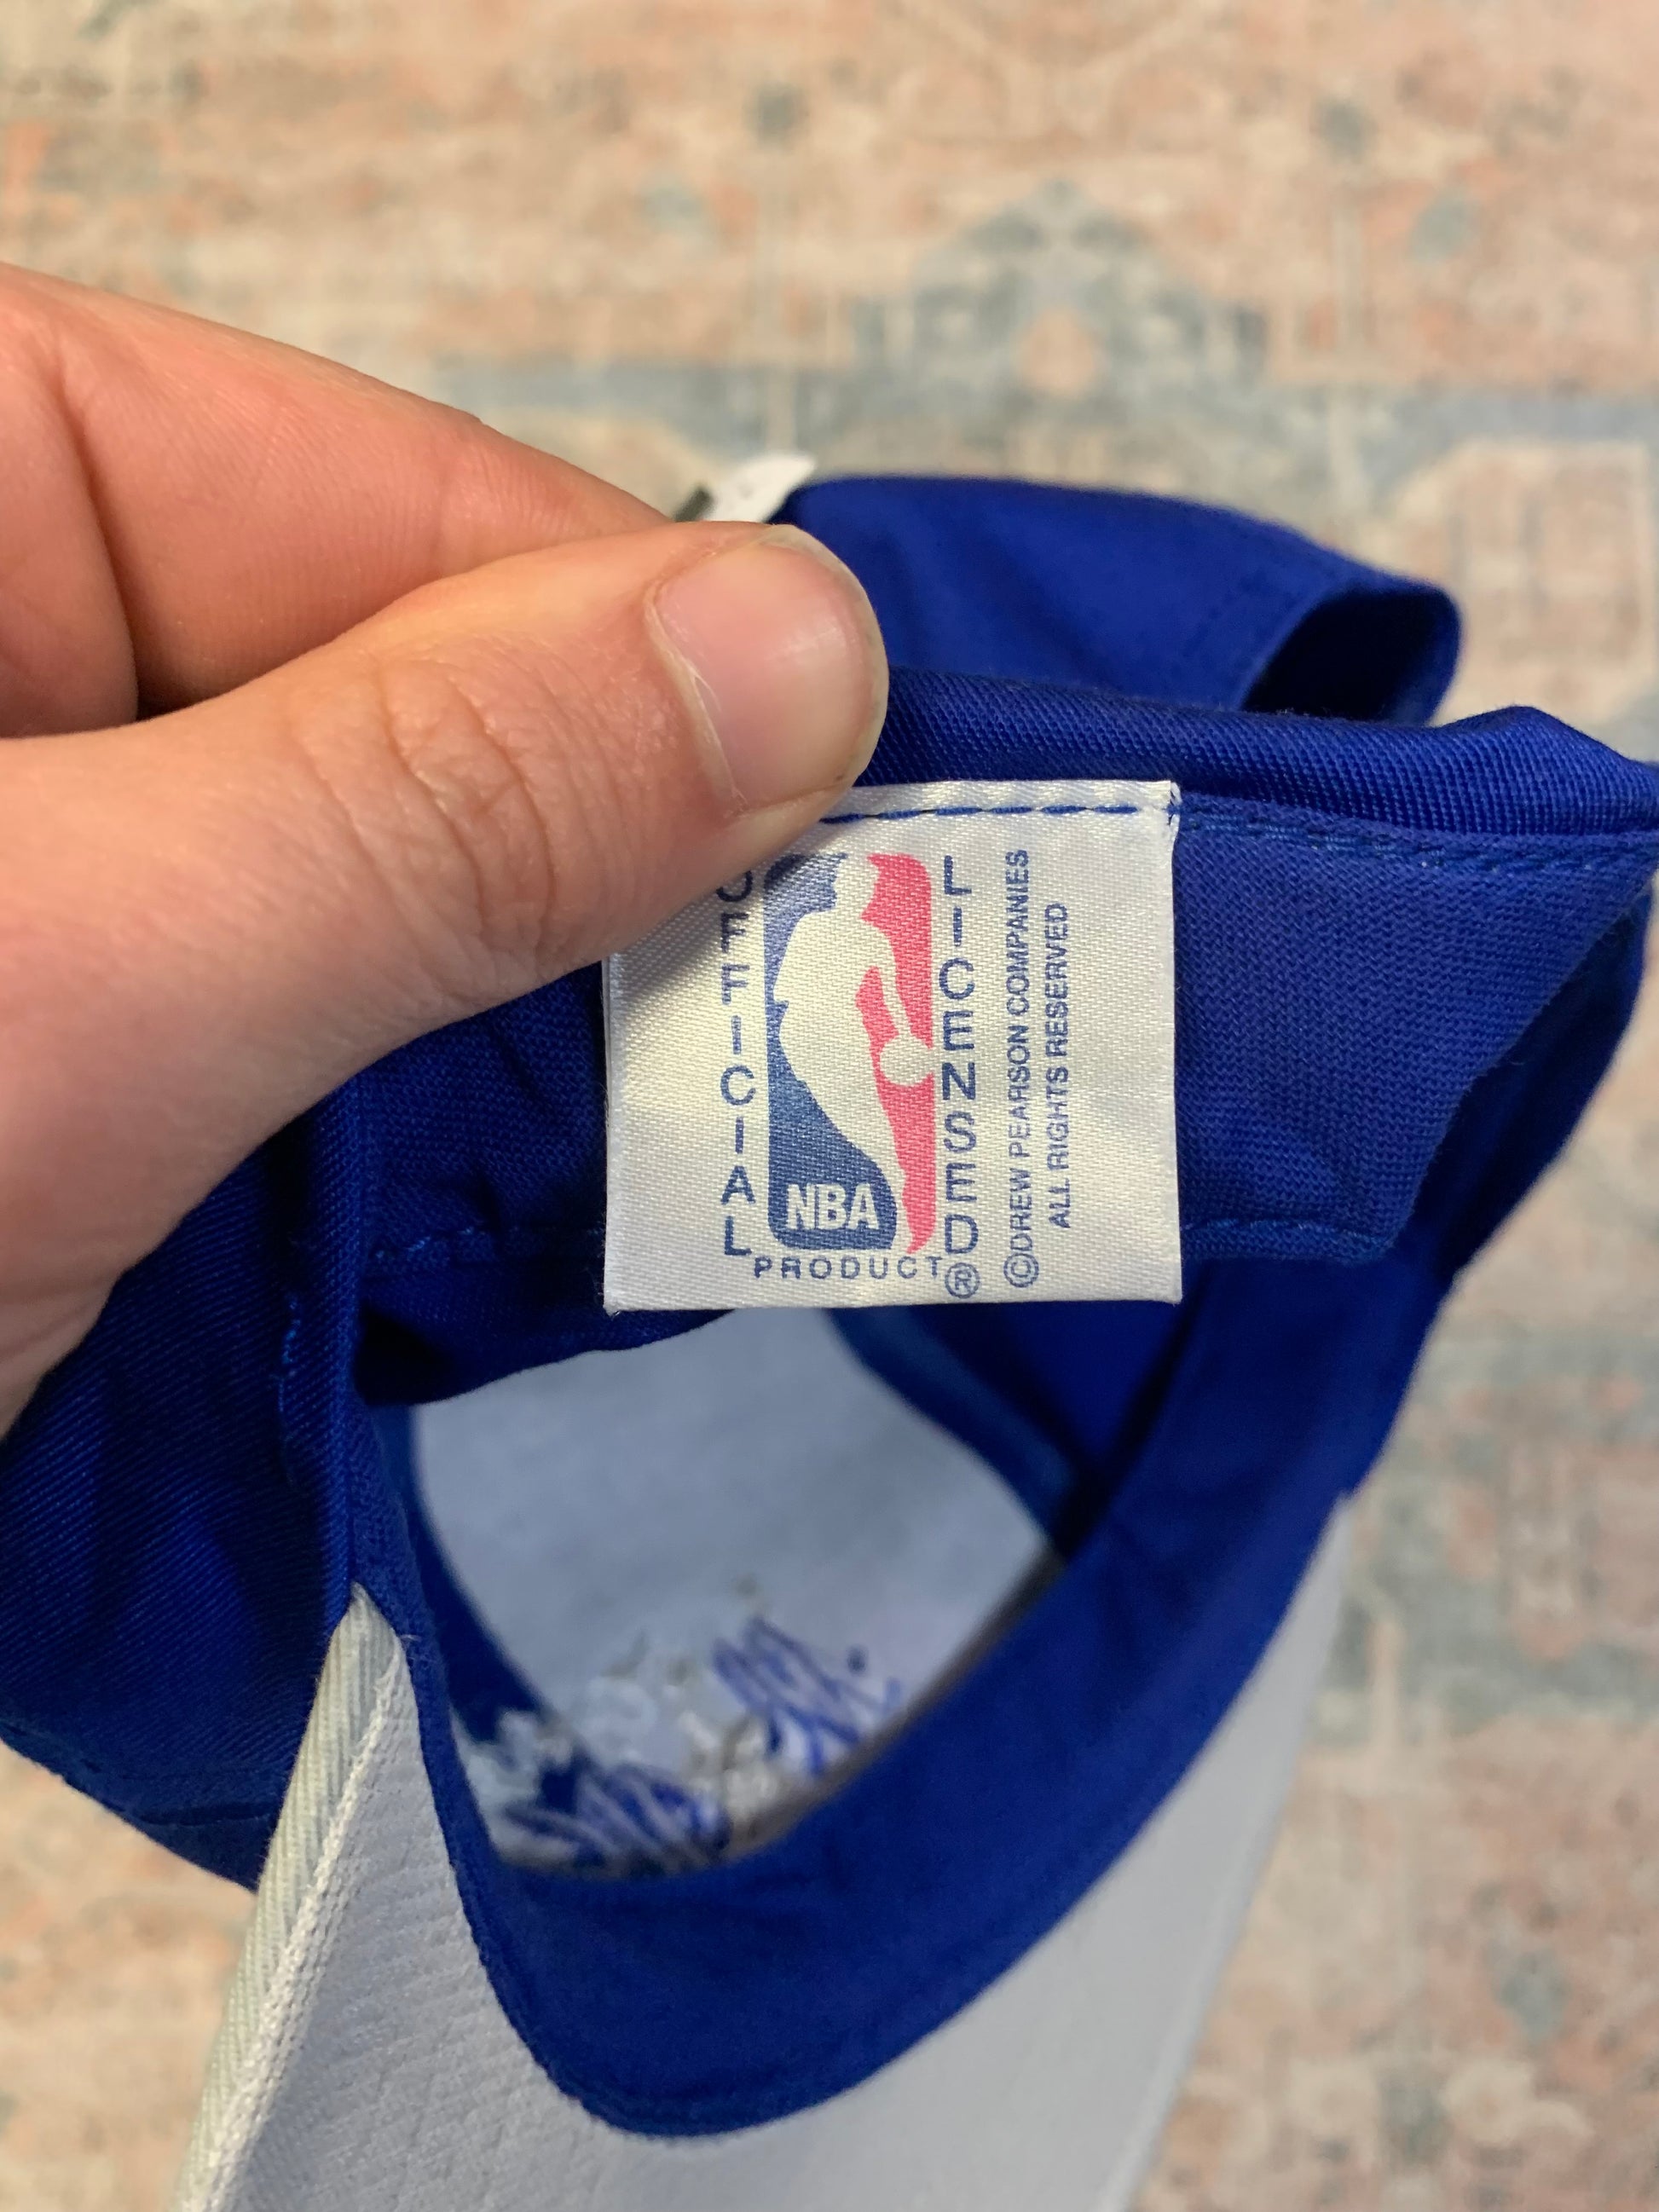 OFFICIAL
NBA
LICENSED
PRODUCT®
©DREW PEARSON COMPANIES
ALL RIGHTS RESERVED